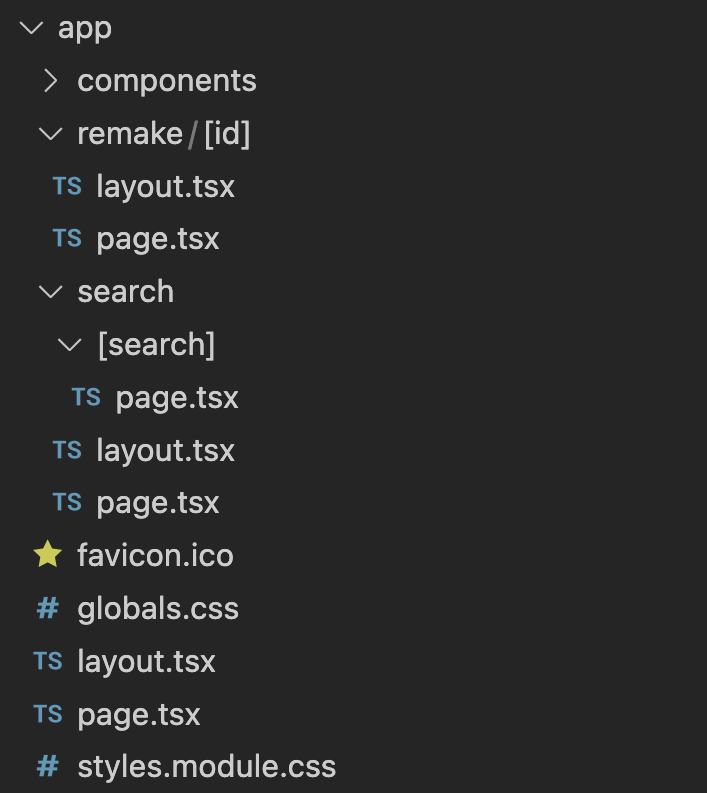 app
components
remake/[id]
TS layout.tsx
TS page.tsx
search
[search]
TS page.tsx
TS layout.tsx
TS page.tsx
favicon.ico
# globals.css
TS layout.tsx
TS page.tsx
# styles.module.css